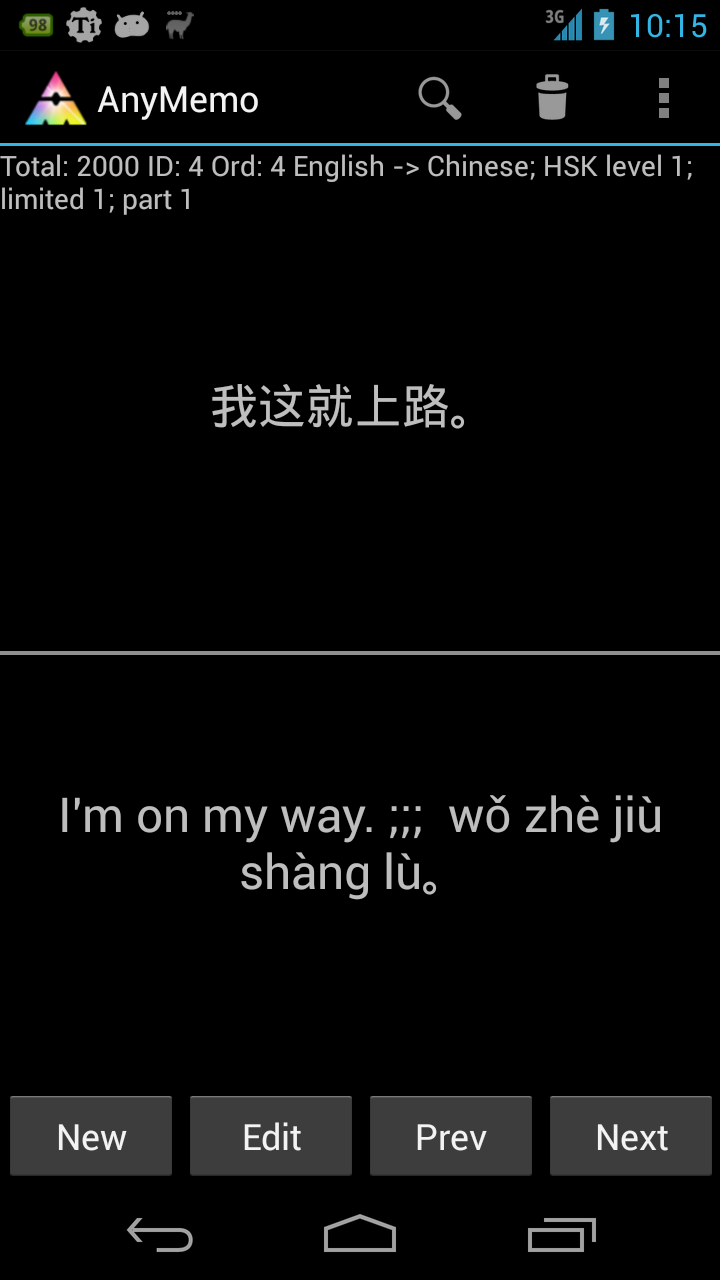 98
3G
10:15
AnyMemo
Total: 2000 ID: 4 Ord: 4 English -> Chinese; HSK level 1;
limited 1; part 1
我这就上路。
I'm on my way. ;;; wǒ zhè jiù
shàng lù。
New Edit Prev Next